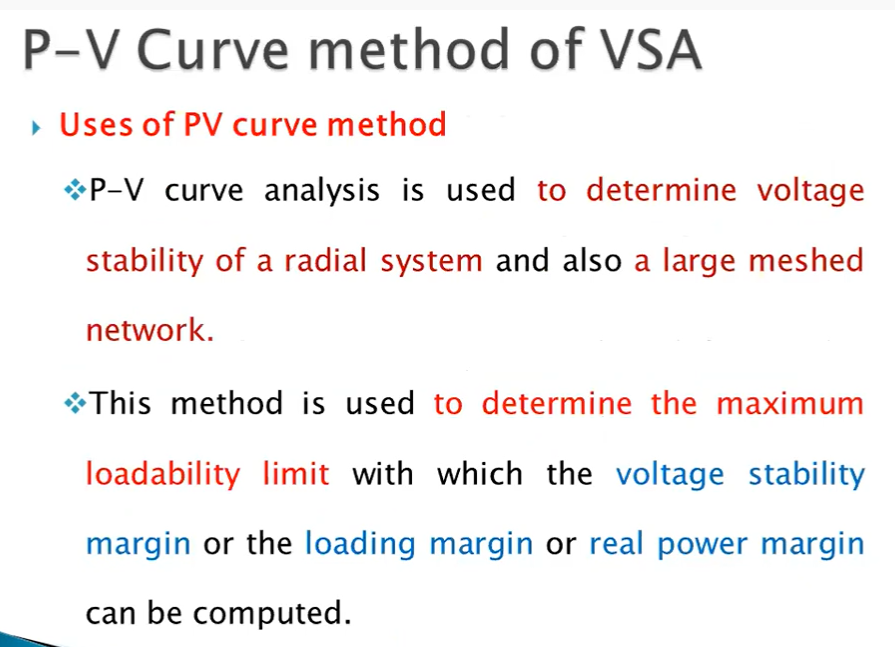 P-V Curve method of VSA
Uses of PV curve method
P-V curve analysis is used to determine voltage
stability of a radial system and also a large meshed
network.
This method is used to determine the maximum
loadability limit with which the voltage stability
margin or the loading margin or real power margin
can be computed.